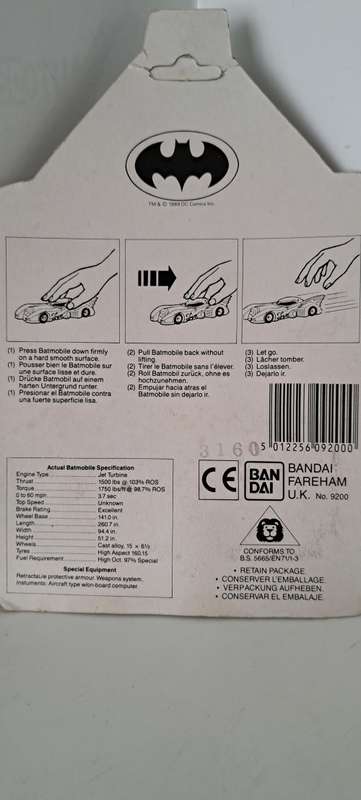 TM & © 1989 DC Comics Inc.
(1) Press Batmobile down firmly
on a hard smooth surface.
(1) Pousser bien le Batmobile sur
une surface lisse et dure.
(1) Drücke Batmobil auf einem
harten Untergrund runter.
(1) Presionar el Batmobile contra
una fuerte superficie lisa.
(2) Pull Batmobile back without
lifting.
(2) Tirer le Batmobile sans l'élever.
(2) Roll Batmobil zurück, ohne es
hochzunehmen.
(2) Empujar hacia atras el
Batmobile sin dejarlo ir.
(3) Let go.
(3) Lâcher tomber.
(3) Loslassen.
(3) Dejarlo ir.
3160
5 012256 092000
Actual Batmobile Specification
Engine Type Jet Turbine
Thrust 1500 lbs @ 103% ROS
Torque 1750 lbs/ft @ 98.7% ROS
0 to 60 mph 3.7 sec
Top Speed Unknown
Brake Rating Excellent
Wheel Base 141.0 in.
Length 260.7 in.
Width 94.4 in.
Height 51.2 in.
Wheels Cast alloy, 15 × 6½
Tyres High Aspect 160.15
Fuel Requirement High Oct. 97% Special
Special Equipment
Retractable protective armour. Weapons system.
Instuments: Aircraft type wion-board computer.
CE
BAN
DAI
BANDAI
FAREHAM
U.K. No. 9200
CONFORMS TO
B.S. 5665/EN71/1-3
• RETAIN PACKAGE.
• CONSERVER L'EMBALLAGE.
• VERPACKUNG AUFHEBEN.
• CONSERVAR EL EMBALAJE.